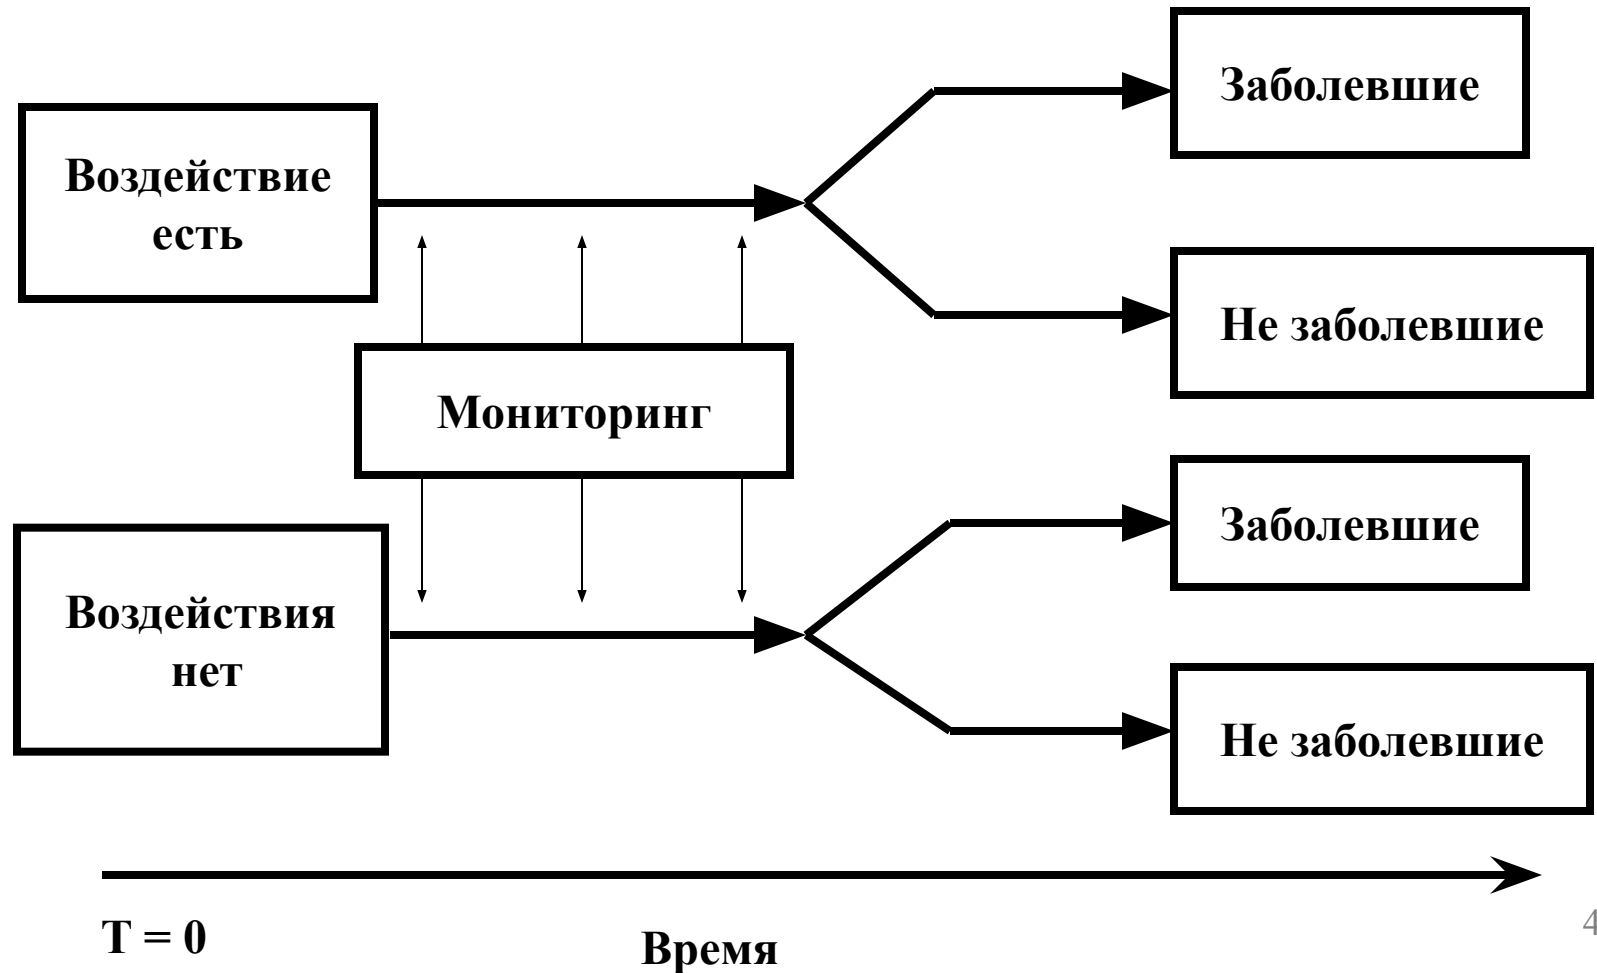 Заболевшие
Воздействие
есть
Не заболевшие
Мониторинг
Заболевшие
Воздействия
нет
Не заболевшие
T = 0
Время
4